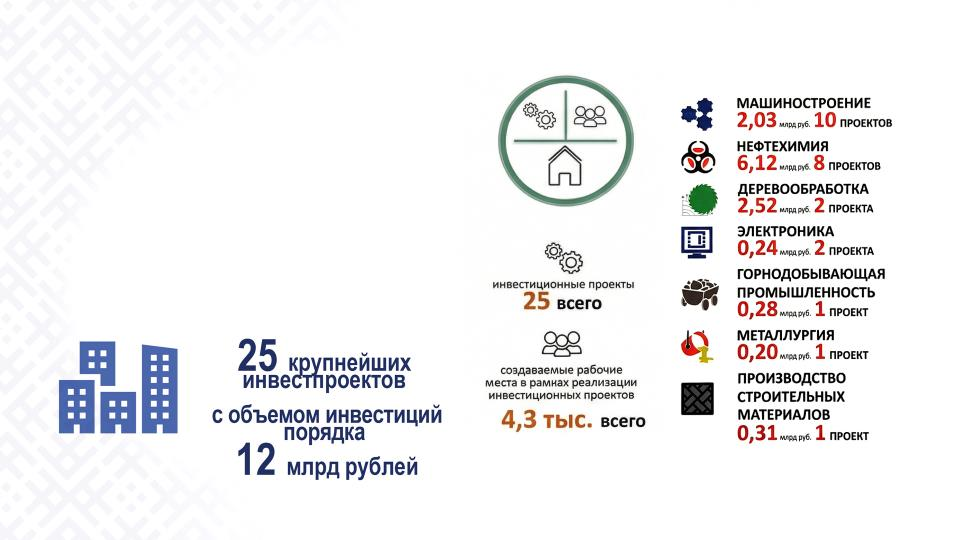 25 крупнейших
инвестпроектов
с объемом инвестиций
порядка
12 млрд рублей
инвестиционные проекты
25 всего
создаваемые рабочие
места в рамках реализации
инвестиционных проектов
4,3 тыс. всего
МАШИНОСТРОЕНИЕ
2,03 млрд руб. 10 ПРОЕКТОВ
НЕФТЕХИМИЯ
6,12 млрд руб. 8 ПРОЕКТОВ
ДЕРЕВООБРАБОТКА
2,52 млрд руб. 2 ПРОЕКТА
ЭЛЕКТРОНИКА
0,24 млрд руб. 2 ПРОЕКТА
ГОРНОДОБЫВАЮЩАЯ
ПРОМЫШЛЕННОСТЬ
0,28 млрд руб. 1 ПРОЕКТ
МЕТАЛЛУРГИЯ
0,20 млрд руб. 1 ПРОЕКТ
ПРОИЗВОДСТВО
СТРОИТЕЛЬНЫХ
МАТЕРИАЛОВ
0,31 млрд руб. 1 ПРОЕКТ